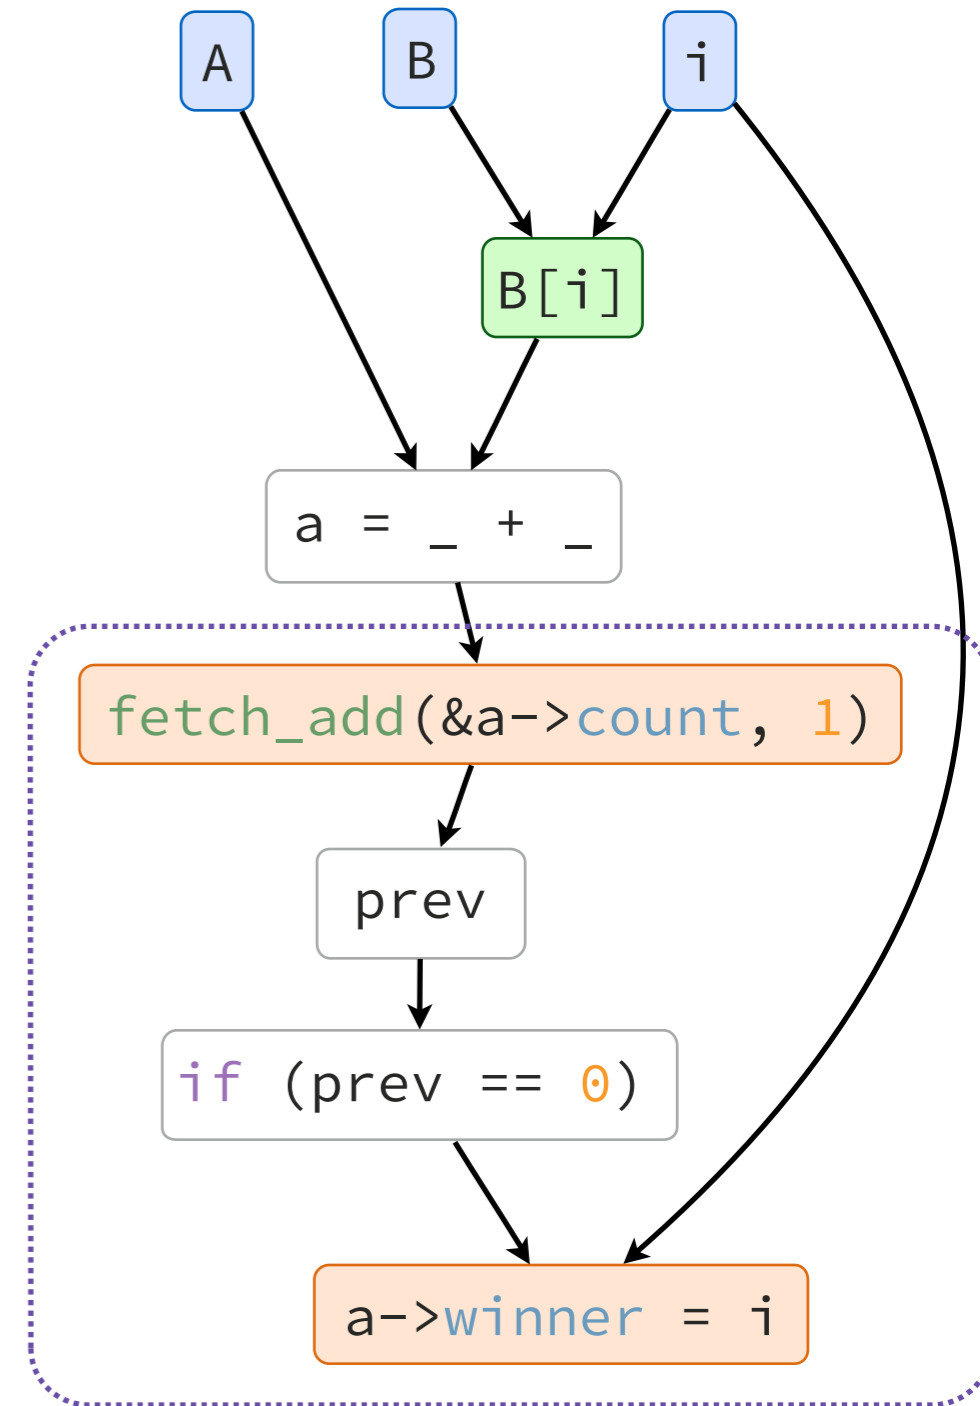 A B i
B[i]
a = _ + _
fetch_add(&a->count, 1)
prev
if (prev == 0)
a->winner = i